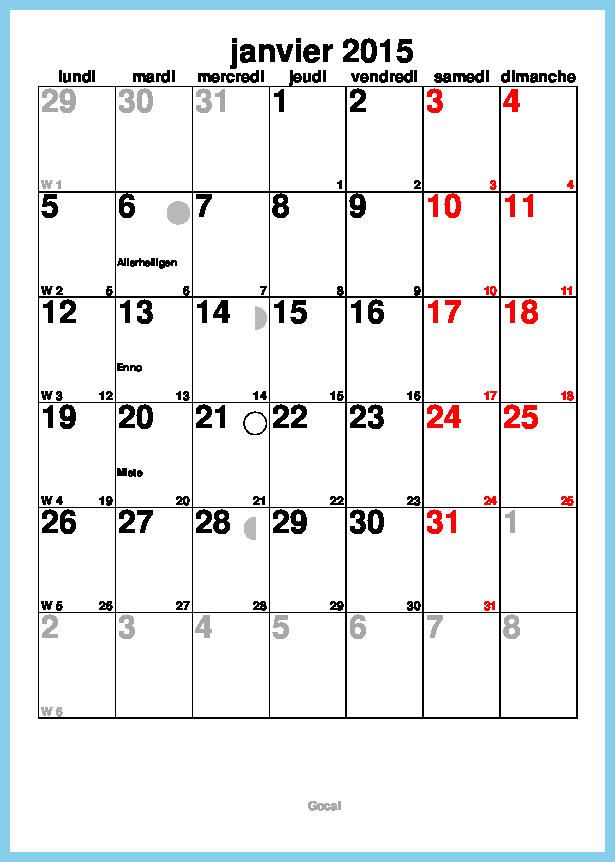 janvier 2015
lundi mardi mercredi jeudi vendredi samedi dimanche
29 30 31 1 2 3 4
W 1 1 2 3 4
5 6 7 8 9 10 11
Allerheiligen
W 2 5 6 7 8 9 10 11
12 13 14 15 16 17 18
Enno
W 3 12 13 14 15 16 17 18
19 20 21 22 23 24 25
Miele
W 4 19 20 21 22 23 24 25
26 27 28 29 30 31 1
W 5 26 27 28 29 30 31
2 3 4 5 6 7 8
W 6
Gocal